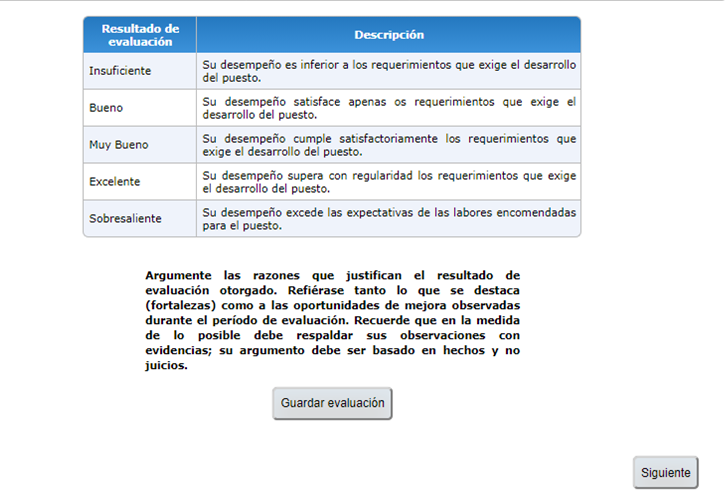 Resultado de
evaluación
Descripción
Insuficiente
Su desempeño es inferior a los requerimientos que exige el desarrollo
del puesto.
Bueno
Su desempeño satisface apenas os requerimientos que exige el
desarrollo del puesto.
Muy Bueno
Su desempeño cumple satisfactoriamente los requerimientos que
exige el desarrollo del puesto.
Excelente
Su desempeño supera con regularidad los requerimientos que exige
el desarrollo del puesto.
Sobresaliente
Su desempeño excede las expectativas de las labores encomendadas
para el puesto.
Argumente las razones que justifican el resultado de
evaluación otorgado. Refiérase tanto lo que se destaca
(fortalezas) como a las oportunidades de mejora observadas
durante el período de evaluación. Recuerde que en la medida
de lo posible debe respaldar sus observaciones con
evidencias; su argumento debe ser basado en hechos y no
juicios.
Guardar evaluación
Siguiente